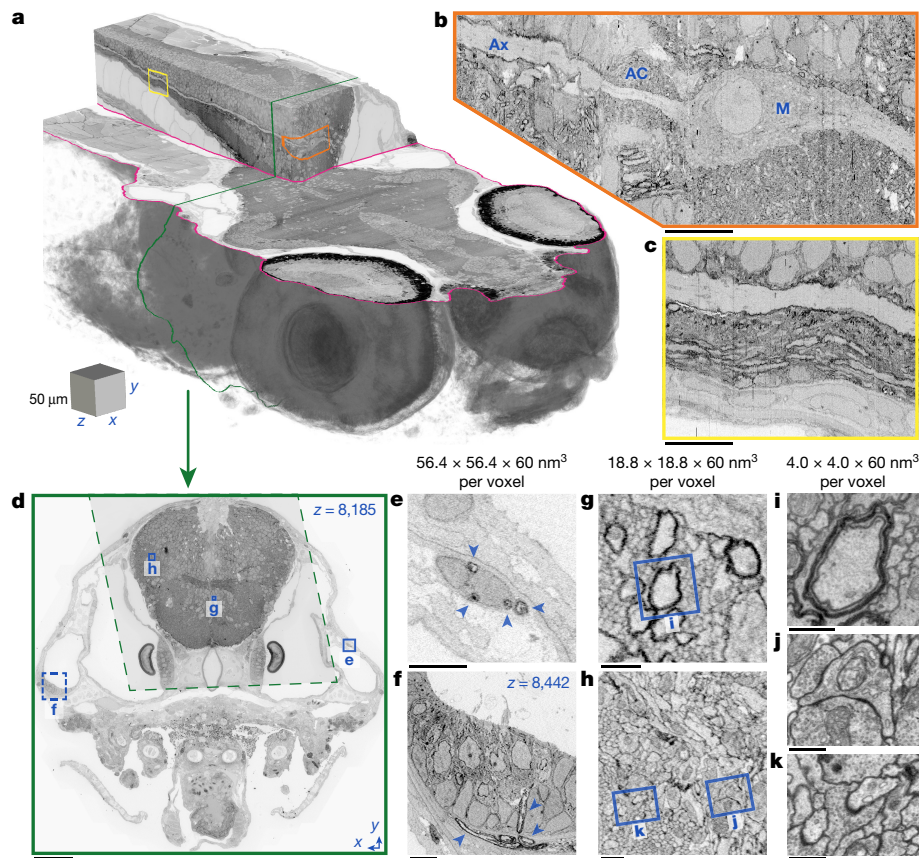 a
b
Ax
AC
M
c
50 µm
y
z
x
56.4 × 56.4 × 60 nm³
per voxel
18.8 × 18.8 × 60 nm³
per voxel
4.0 × 4.0 × 60 nm³
per voxel
d
z = 8,185
h
g
e
f
y
x
e
f
z = 8,442
g
i
h
k
j
i
j
k